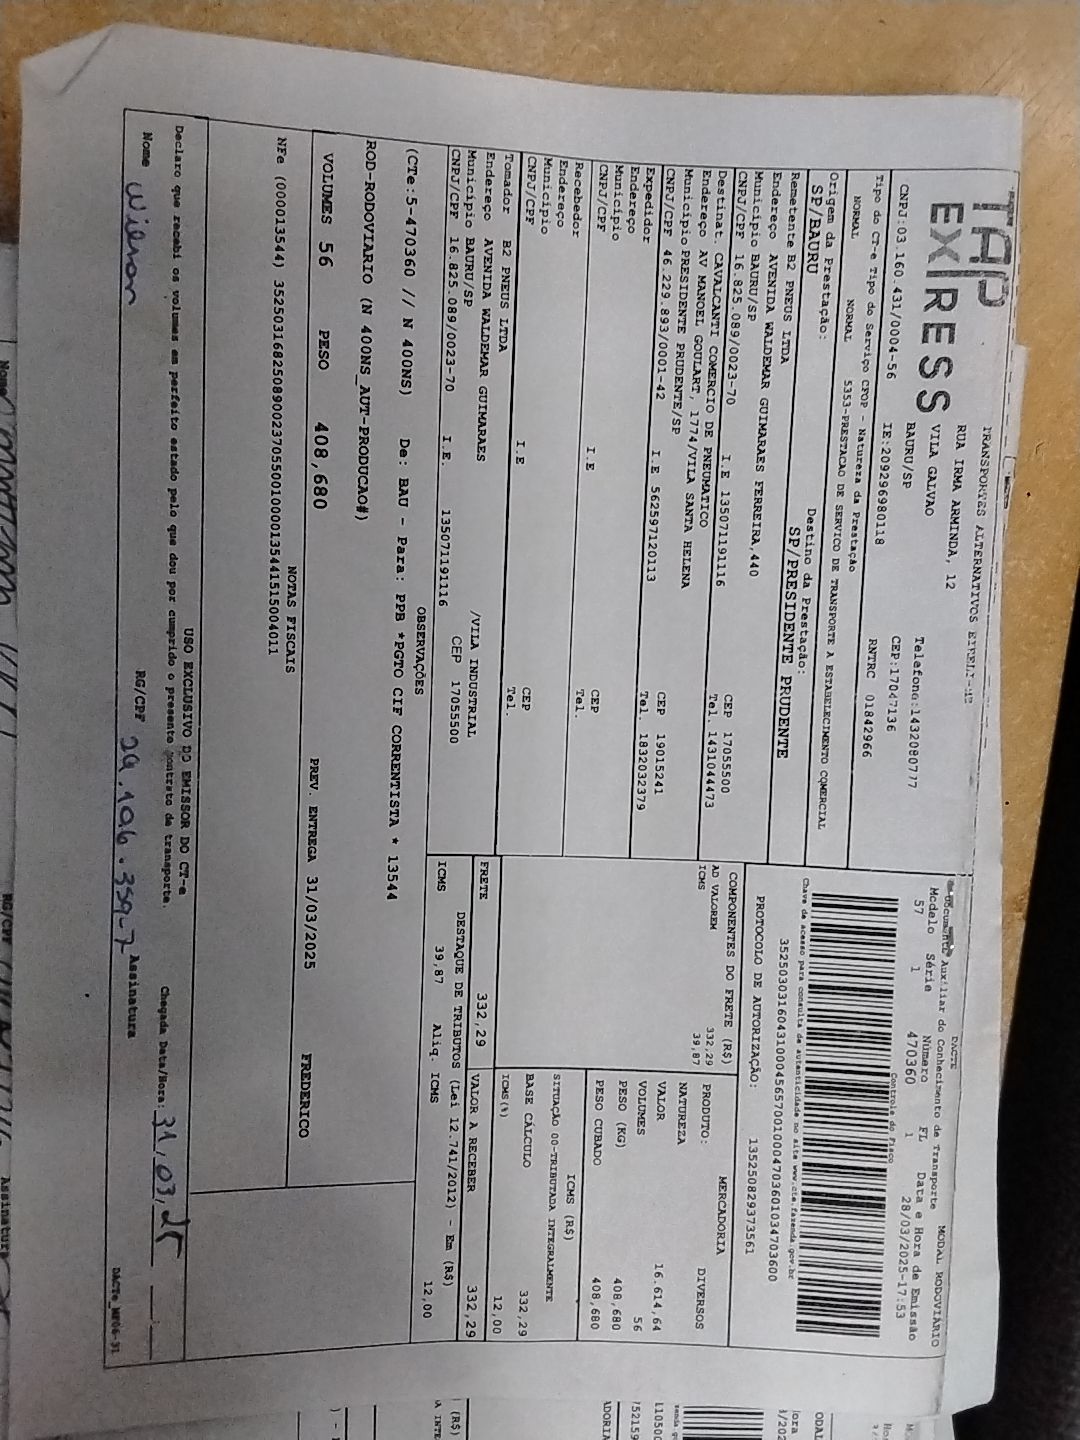 TAP
EXPRESS
TRANSPORTES ALTERNATIVOS EIRELI-ME
RUA IRMA ARMINDA, 12
VILA GALVAO
BAURU/SP
Telefone:1432080777
CEP:17047136
CNPJ:03.160.431/0004-56 IE:209296980118 RNTRC 01842966
Tipo do CT-e Tipo do Serviço CFOP - Natureza da Prestação
NORMAL NORMAL 5353-PRESTACAO DE SERVICO DE TRANSPORTE A ESTABELECIMENTO COMERCIAL
Origem da Prestação: Destino da Prestação:
SP/BAURU SP/PRESIDENTE PRUDENTE
Remetente B2 PNEUS LTDA
Endereço AVENIDA WALDEMAR GUIMARAES FERREIRA,440
Município BAURU/SP CEP 17055500
CNPJ/CPF 16.825.089/0023-70 I.E 135071191116 Tel. 1431044473
Destinat. CAVALCANTI COMERCIO DE PNEUMATICO
Endereço AV MANOEL GOULART, 1774/VILA SANTA HELENA
Município PRESIDENTE PRUDENTE/SP CEP 19015241
CNPJ/CPF 46.229.893/0001-42 I.E 562597120113 Tel. 1832032379
Expedidor
Endereço
Município CEP
CNPJ/CPF I.E Tel.
Recebedor
Endereço
Município CEP
CNPJ/CPF I.E Tel.
Tomador B2 PNEUS LTDA
Endereço AVENIDA WALDEMAR GUIMARAES /VILA INDUSTRIAL
Município BAURU/SP CEP 17055500
CNPJ/CPF 16.825.089/0023-70 I.E. 135071191116
OBSERVAÇÕES
(CTe:5-470360 // N 400NS) De: BAU - Para: PPB *PGTO CIF CORRENTISTA * 13544
ROD-RODOVIARIO (N 400NS_AUT-PRODUCAO#)
VOLUMES 56 PESO 408,680 PREV. ENTREGA 31/03/2025 FREDERICO
NOTAS FISCAIS
NFe (000013544) 35250316825089002370550010000135441515004011
DACTE
Documento Auxiliar do Conhecimento de Transporte
MODAL RODOVIÁRIO
Modelo Série Número FL Data e Hora de Emissão
57 1 470360 1 28/03/2025-17:53
Controle do Fisco
Chave de acesso para consulta de autenticidade no site www.cte.fazenda.gov.br
35250303160431000456570010004703601034703600
PROTOCOLO DE AUTORIZAÇÃO: 135250829373561
COMPONENTES DO FRETE (R$)
AD VALOREM 332,29
ICMS 39,87
MERCADORIA
PRODUTO: DIVERSOS
NATUREZA
VALOR 16.614,64
VOLUMES 56
PESO (KG) 408,680
PESO CUBADO 408,680
ICMS (R$)
SITUAÇÃO 00-TRIBUTADA INTEGRALMENTE
BASE CÁLCULO 332,29
ICMS(%) 12,00
FRETE 332,29 VALOR A RECEBER 332,29
DESTAQUE DE TRIBUTOS (Lei 12.741/2012) - Em (R$)
ICMS 39,87 Aliq. ICMS 12,00
USO EXCLUSIVO DO EMISSOR DO CT-e
Declaro que recebi os volumes em perfeito estado pelo que dou por cumprido o presente contrato de transporte. Chegada Data/Hora: 31,03,25
Nome RG/CPF 29.196.359-7 Assinatura
DACTe_MP06-31